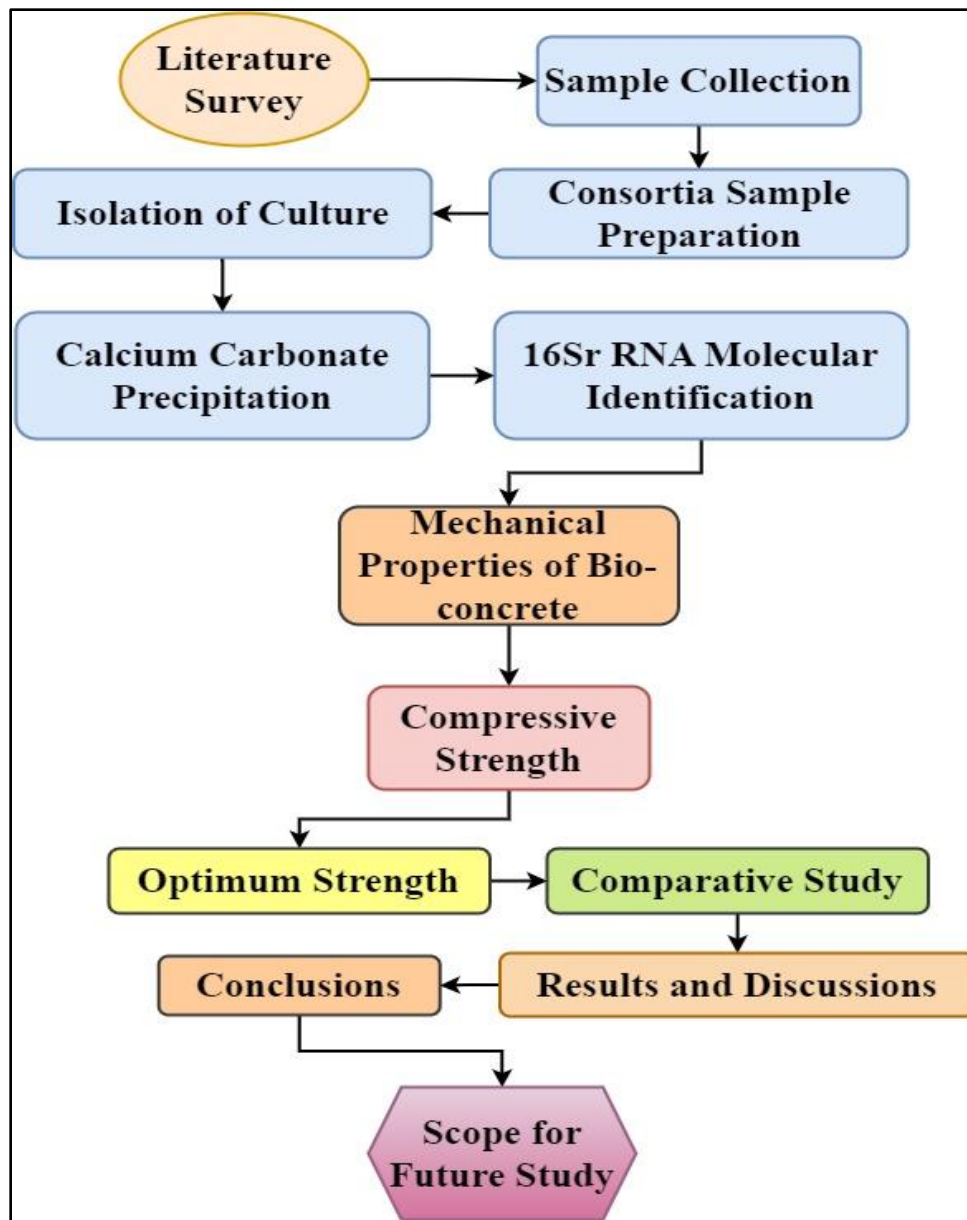 Literature
Survey
Sample Collection
Consortia Sample
Preparation
Isolation of Culture
Calcium Carbonate
Precipitation
16Sr RNA Molecular
Identification
Mechanical
Properties of Bio-
concrete
Compressive
Strength
Optimum Strength
Comparative Study
Results and Discussions
Conclusions
Scope for
Future Study